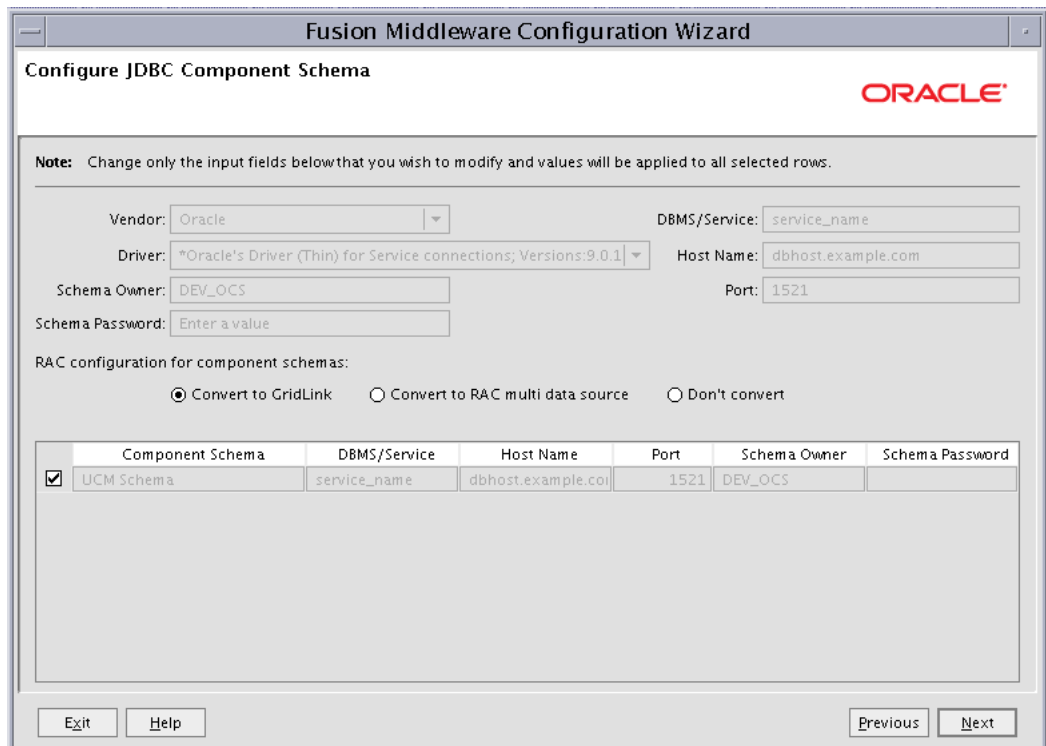 Fusion Middleware Configuration Wizard
Configure JDBC Component Schema
ORACLE
Note: Change only the input fields below that you wish to modify and values will be applied to all selected rows.
Vendor: Oracle DBMS/Service: service_name
Driver: *Oracle's Driver (Thin) for Service connections; Versions:9.0.1 Host Name: dbhost.example.com
Schema Owner: DEV_OCS Port: 1521
Schema Password: Enter a value
RAC configuration for component schemas:
Convert to GridLink Convert to RAC multi data source Don't convert
Component Schema DBMS/Service Host Name Port Schema Owner Schema Password
UCM Schema service_name dbhost.example.co 1521 DEV_OCS
Exit Help Previous Next